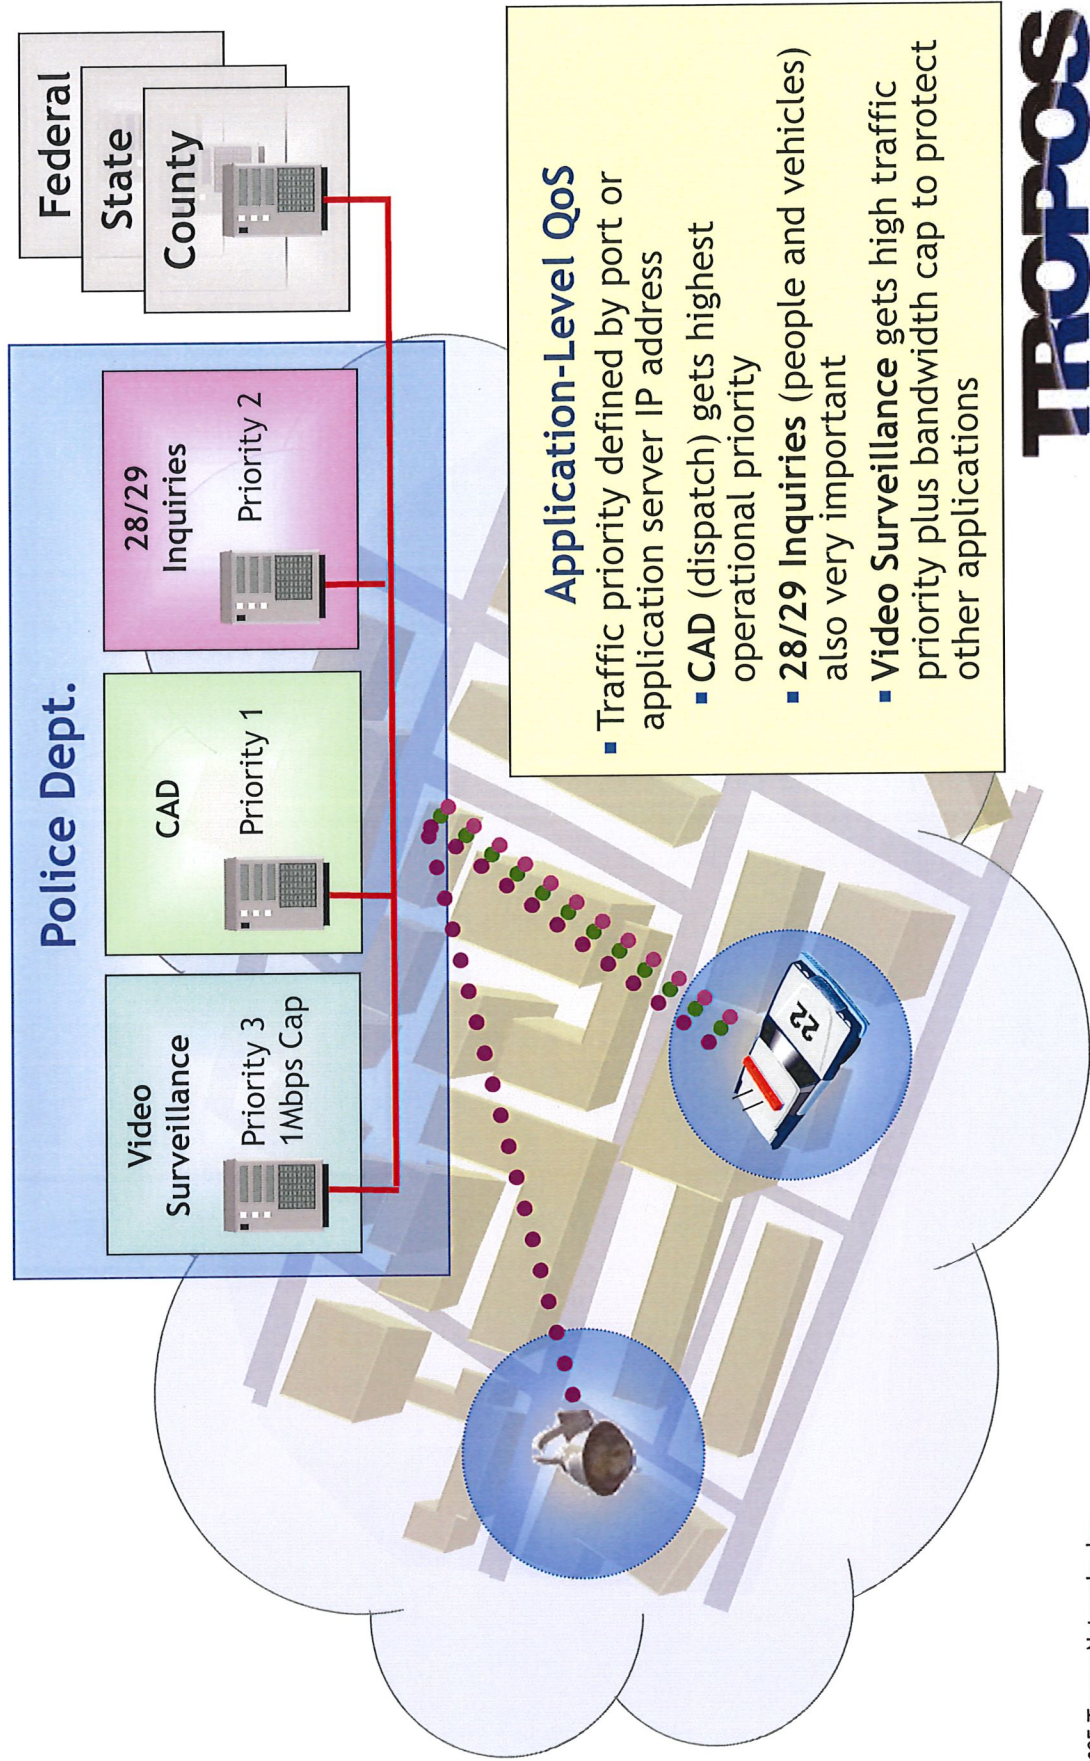 Police Dept.
Video
Surveillance
Priority 3
1Mbps Cap
CAD
Priority 1
28/29
Inquiries
Priority 2
Federal
State
County
22
Application-Level QoS
▪ Traffic priority defined by port or
application server IP address
▪ CAD (dispatch) gets highest
operational priority
▪ 28/29 Inquiries (people and vehicles)
also very important
▪ Video Surveillance gets high traffic
priority plus bandwidth cap to protect
other applications
TROPOS